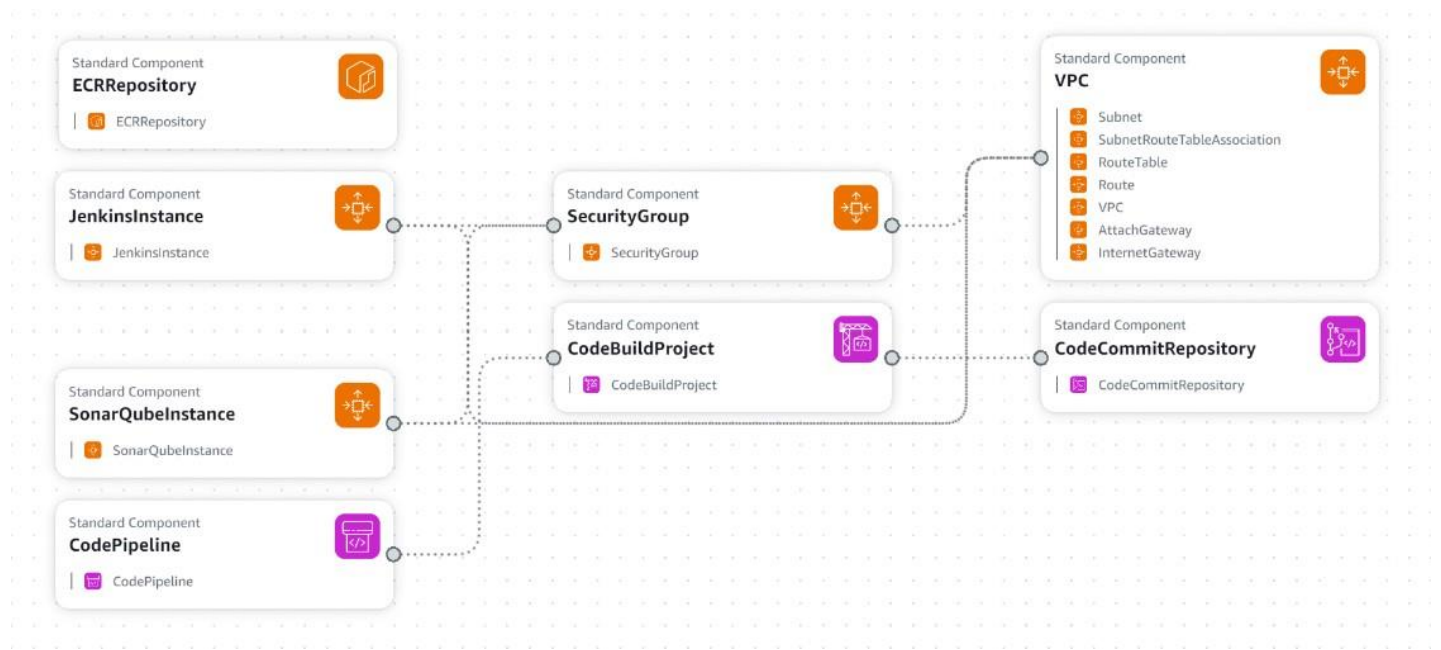 Standard Component
ECRRepository
ECRRepository
Standard Component
JenkinsInstance
JenkinsInstance
Standard Component
SonarQubeInstance
SonarQubeInstance
Standard Component
CodePipeline
CodePipeline
Standard Component
SecurityGroup
SecurityGroup
Standard Component
CodeBuildProject
CodeBuildProject
Standard Component
VPC
Subnet
SubnetRouteTableAssociation
RouteTable
Route
VPC
AttachGateway
InternetGateway
Standard Component
CodeCommitRepository
CodeCommitRepository